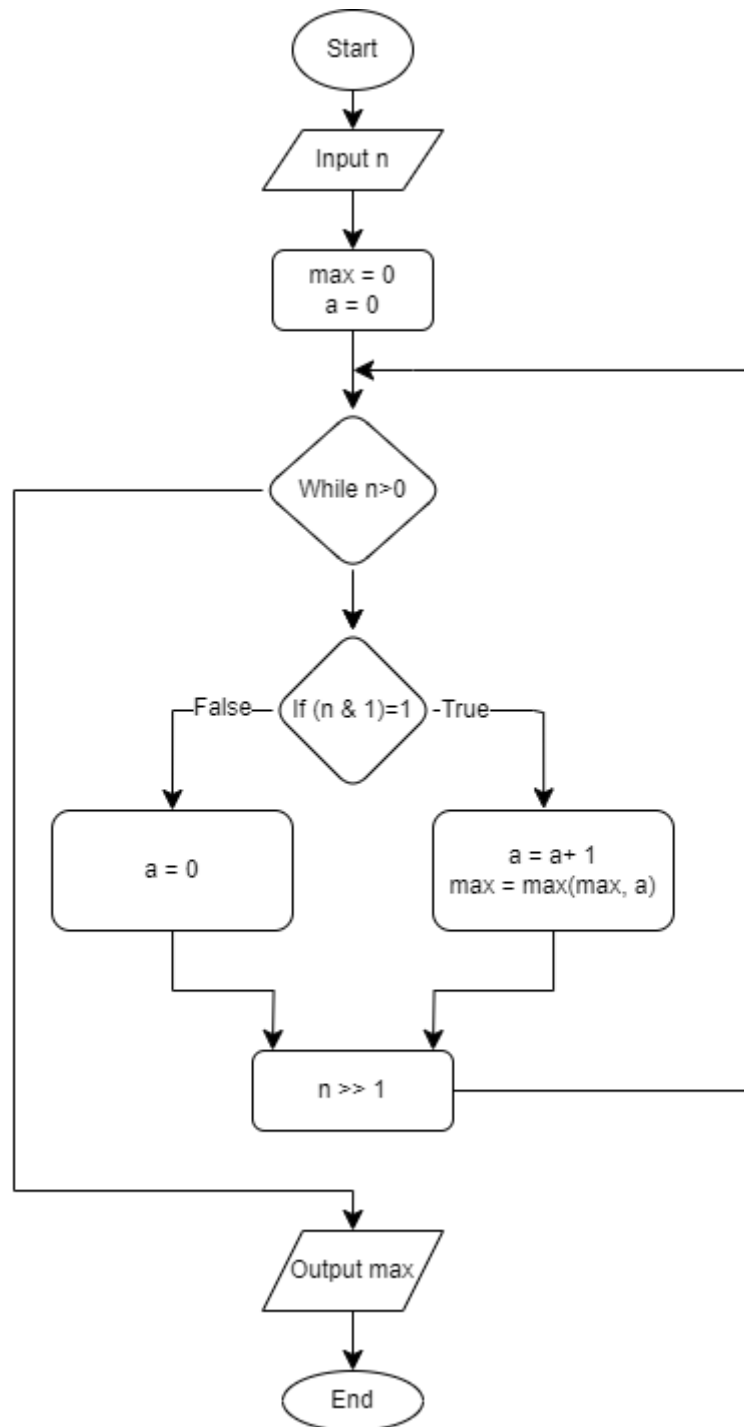 Start
Input n
max = 0
a = 0
While n>0
False
If (n & 1)=1
-True
a = 0
a = a+ 1
max = max(max, a)
n >> 1
Output max
End